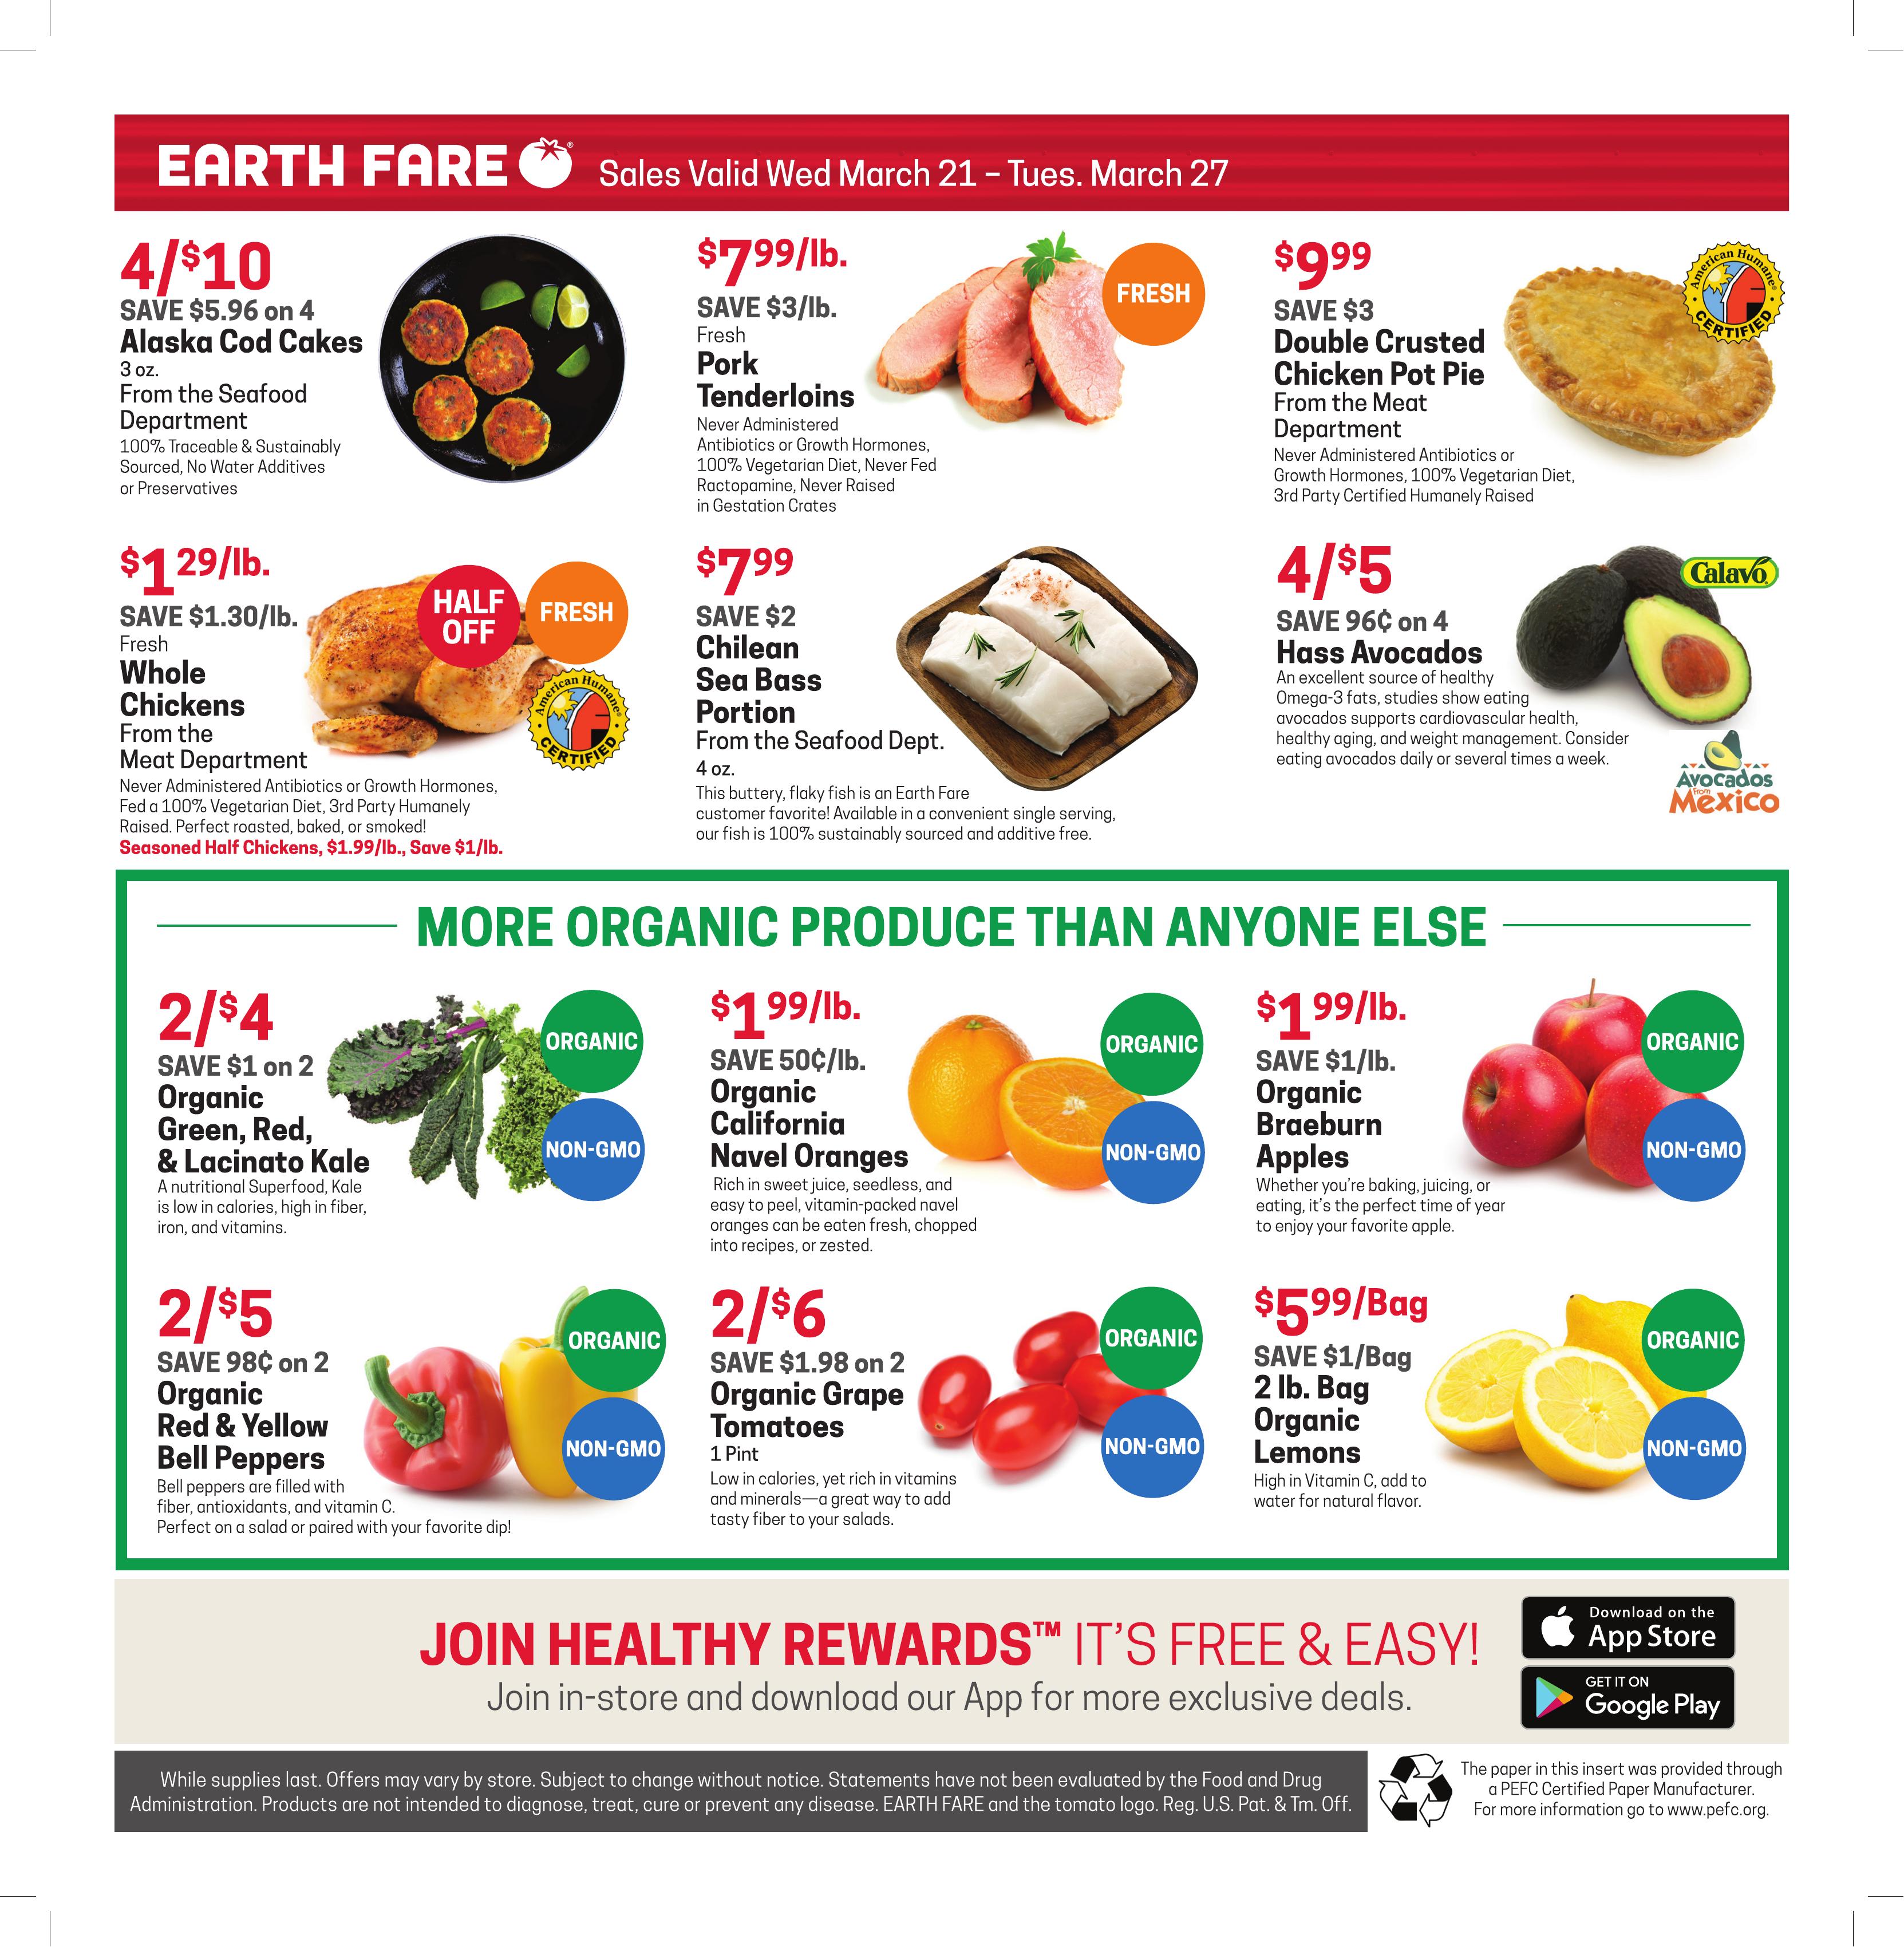 EARTH FARE ® Sales Valid Wed March 21 – Tues. March 27
4/$10
SAVE $5.96 on 4
Alaska Cod Cakes
3 oz.
From the Seafood
Department
100% Traceable & Sustainably
Sourced, No Water Additives
or Preservatives
$7 99/lb.
SAVE $3/lb.
Fresh
Pork
Tenderloins
Never Administered
Antibiotics or Growth Hormones,
100% Vegetarian Diet, Never Fed
Ractopamine, Never Raised
in Gestation Crates
FRESH
$9 99
SAVE $3
Double Crusted
Chicken Pot Pie
From the Meat
Department
Never Administered Antibiotics or
Growth Hormones, 100% Vegetarian Diet,
3rd Party Certified Humanely Raised
American Humane®
CERTIFIED
$1 29/lb.
SAVE $1.30/lb.
Fresh
Whole
Chickens
From the
Meat Department
Never Administered Antibiotics or Growth Hormones,
Fed a 100% Vegetarian Diet, 3rd Party Humanely
Raised. Perfect roasted, baked, or smoked!
Seasoned Half Chickens, $1.99/lb., Save $1/lb.
HALF
OFF
FRESH
American Humane®
CERTIFIED
$7 99
SAVE $2
Chilean
Sea Bass
Portion
From the Seafood Dept.
4 oz.
This buttery, flaky fish is an Earth Fare
customer favorite! Available in a convenient single serving,
our fish is 100% sustainably sourced and additive free.
4/$5
SAVE 96¢ on 4
Hass Avocados
An excellent source of healthy
Omega-3 fats, studies show eating
avocados supports cardiovascular health,
healthy aging, and weight management. Consider
eating avocados daily or several times a week.
Calavo®
Avocados
from
Mexico
MORE ORGANIC PRODUCE THAN ANYONE ELSE
2/$4
SAVE $1 on 2
Organic
Green, Red,
& Lacinato Kale
A nutritional Superfood, Kale
is low in calories, high in fiber,
iron, and vitamins.
ORGANIC
NON-GMO
$1 99/lb.
SAVE 50¢/lb.
Organic
California
Navel Oranges
Rich in sweet juice, seedless, and
easy to peel, vitamin-packed navel
oranges can be eaten fresh, chopped
into recipes, or zested.
ORGANIC
NON-GMO
$1 99/lb.
SAVE $1/lb.
Organic
Braeburn
Apples
Whether you're baking, juicing, or
eating, it's the perfect time of year
to enjoy your favorite apple.
ORGANIC
NON-GMO
2/$5
SAVE 98¢ on 2
Organic
Red & Yellow
Bell Peppers
Bell peppers are filled with
fiber, antioxidants, and vitamin C.
Perfect on a salad or paired with your favorite dip!
ORGANIC
NON-GMO
2/$6
SAVE $1.98 on 2
Organic Grape
Tomatoes
1 Pint
Low in calories, yet rich in vitamins
and minerals—a great way to add
tasty fiber to your salads.
ORGANIC
NON-GMO
$5 99/Bag
SAVE $1/Bag
2 lb. Bag
Organic
Lemons
High in Vitamin C, add to
water for natural flavor.
ORGANIC
NON-GMO
JOIN HEALTHY REWARDS™ IT'S FREE & EASY!
Join in-store and download our App for more exclusive deals.
Download on the
App Store
GET IT ON
Google Play
While supplies last. Offers may vary by store. Subject to change without notice. Statements have not been evaluated by the Food and Drug
Administration. Products are not intended to diagnose, treat, cure or prevent any disease. EARTH FARE and the tomato logo. Reg. U.S. Pat. & Tm. Off.
The paper in this insert was provided through
a PEFC Certified Paper Manufacturer.
For more information go to www.pefc.org.